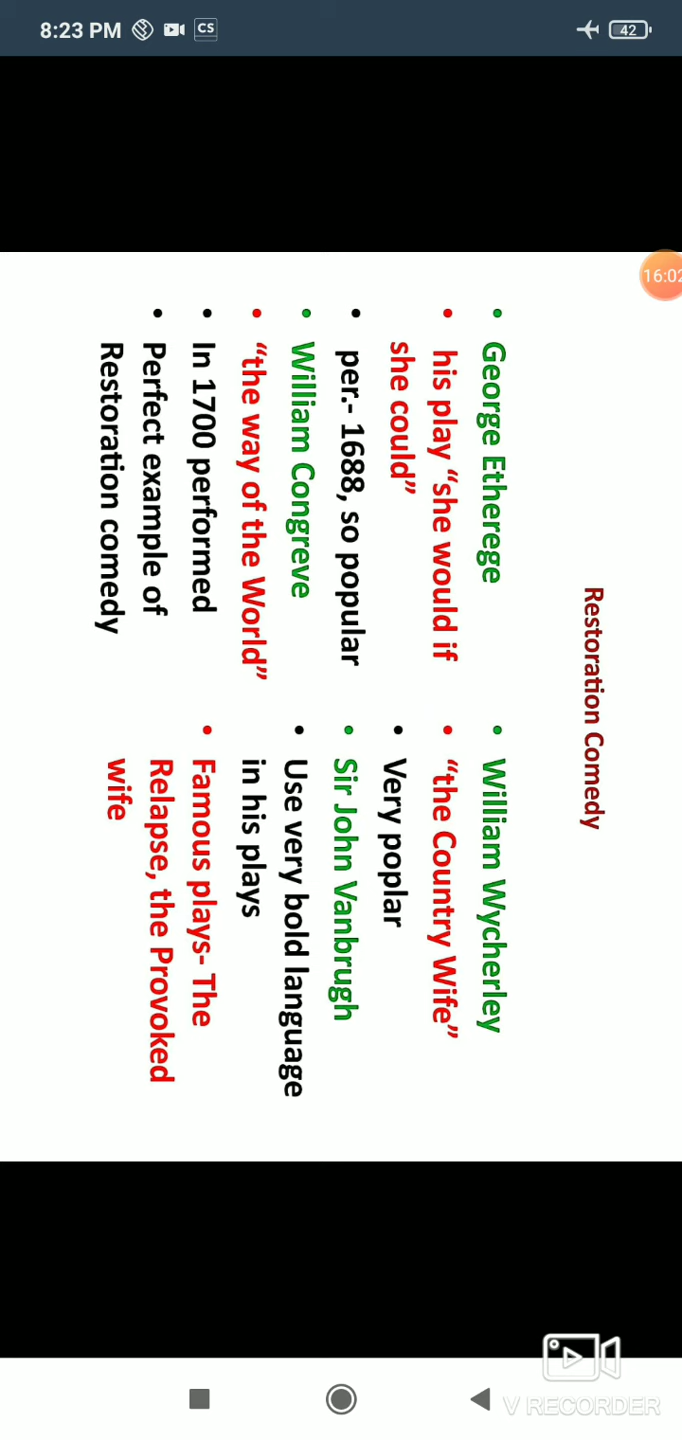 8:23 PM
CS
42
16:02
Restoration Comedy
• George Etherege
• his play “she would if
she could”
• per.- 1688, so popular
• William Congreve
• “the way of the World”
• In 1700 performed
• Perfect example of
Restoration comedy
• William Wycherley
• “the Country Wife”
• Very poplar
• Sir John Vanbrugh
• Use very bold language
in his plays
• Famous plays- The
Relapse, the Provoked
wife
V RECORDER